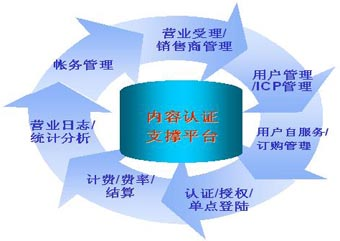 营业受理/
销售商管理
用户管理
/ICP管理
用户自服务/
订购管理
认证/授权/
单点登陆
计费/费率/
结算
营业日志/
统计分析
帐务管理
内容认证
支撑平台